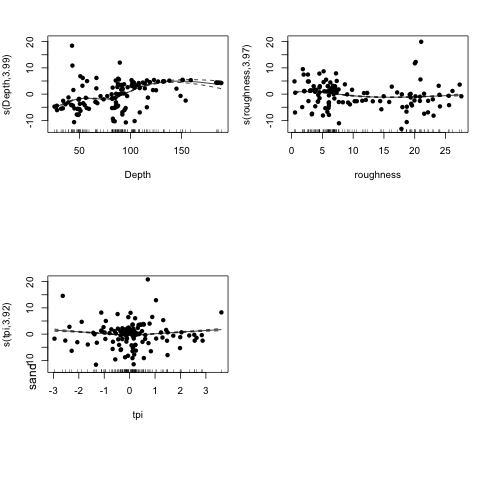 s(Depth,3.99)
-10 0 10 20
50 100 150
Depth
s(roughness,3.97)
-10 0 10 20
0 5 10 15 20 25
roughness
s(tpi,3.92)
-10 0 10 20
sand
-3 -2 -1 0 1 2 3
tpi